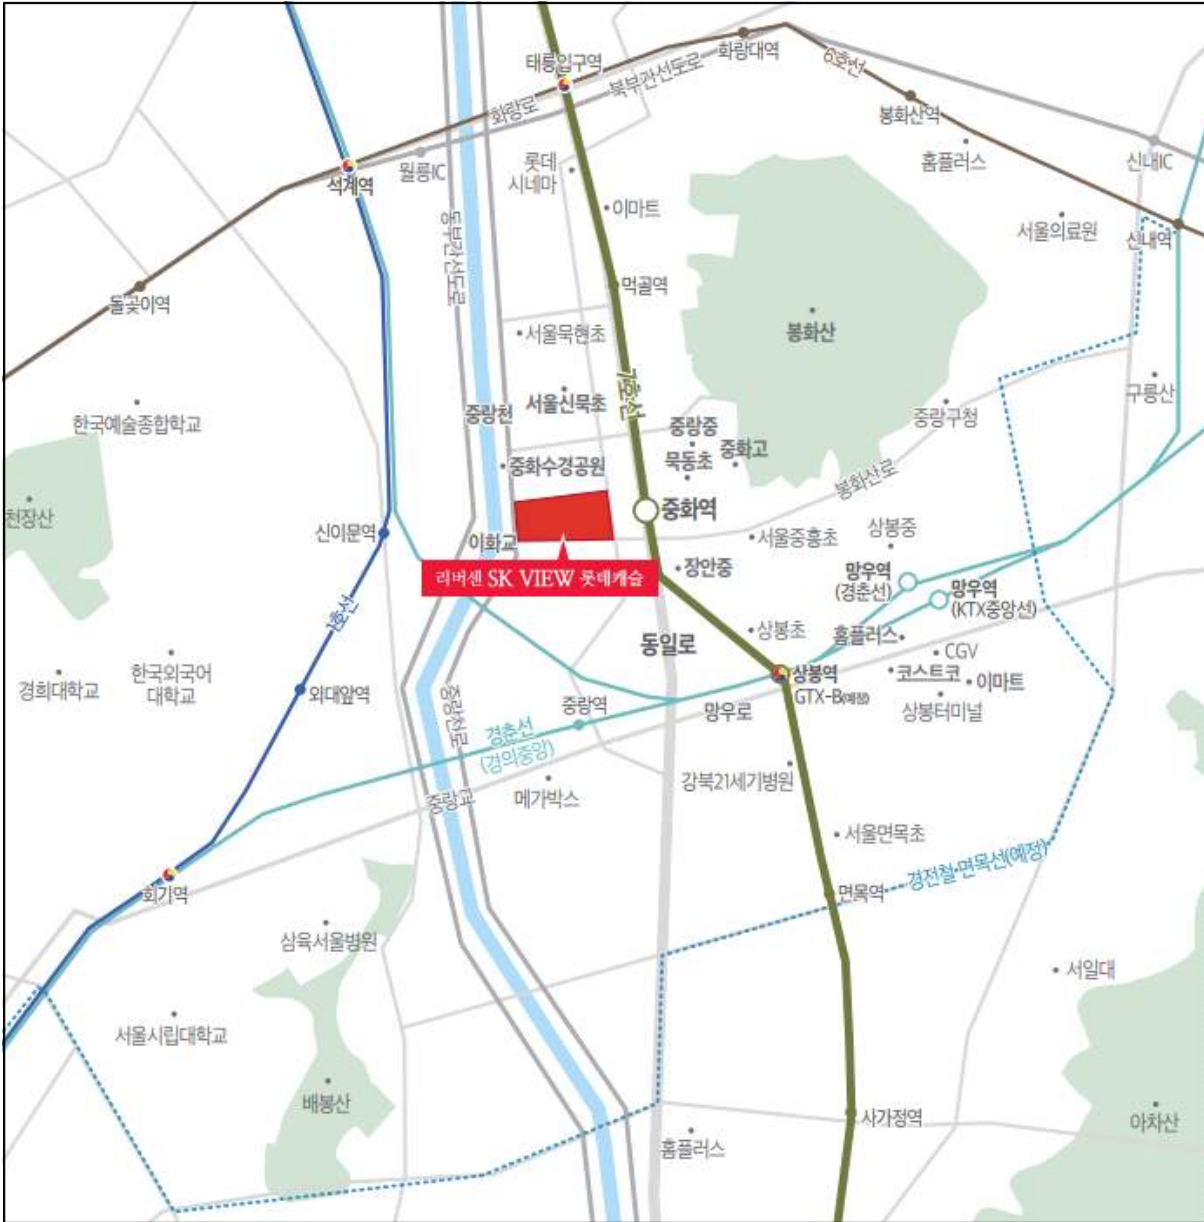 태릉입구역
화랑대역
6호선
북부관선도로
화랑로
봉화산역
홈플러스
신내IC
석계역
월릉IC
롯데
시네마
이마트
서울의료원
신내역
동부간선도로
돌곶이역
먹골역
서울묵현초
봉화산
7호선
구릉산
한국예술종합학교
중랑천
서울신묵초
중랑중
중랑구청
묵동초
중화고
중화수경공원
봉화산로
천장산
중화역
신이문역
이화교
서울중흥초
상봉중
장안중
망우역
(경춘선)
망우역
(KTX중앙선)
리버센 SK VIEW 롯데캐슬
1호선
상봉초
홈플러스
동일로
CGV
경희대학교
한국외국어
대학교
외대앞역
상봉역
GTX-B(예정)
코스트코
이마트
상봉터미널
중랑천로
중랑역
망우로
경춘선
(경의중앙)
강북21세기병원
중랑교
메가박스
서울면목초
경전철 면목선(예정)
회기역
면목역
삼육서울병원
서일대
서울시립대학교
배봉산
사가정역
아차산
홈플러스